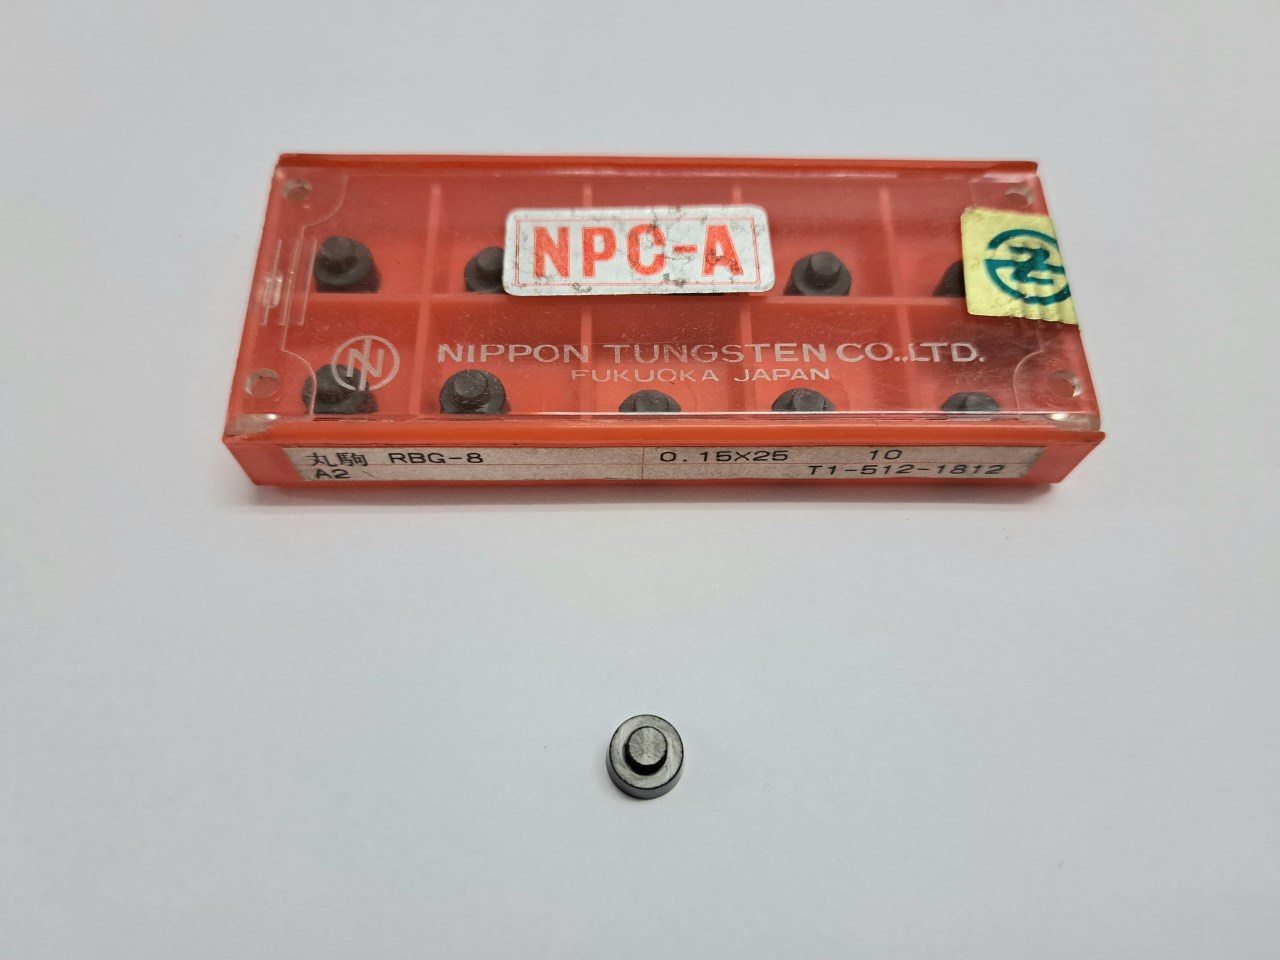 NPC-A
NIPPON TUNGSTEN CO.,LTD.
FUKUOKA JAPAN
丸駒 RBG-8 0.15X25 10
A2 T1-512-1812